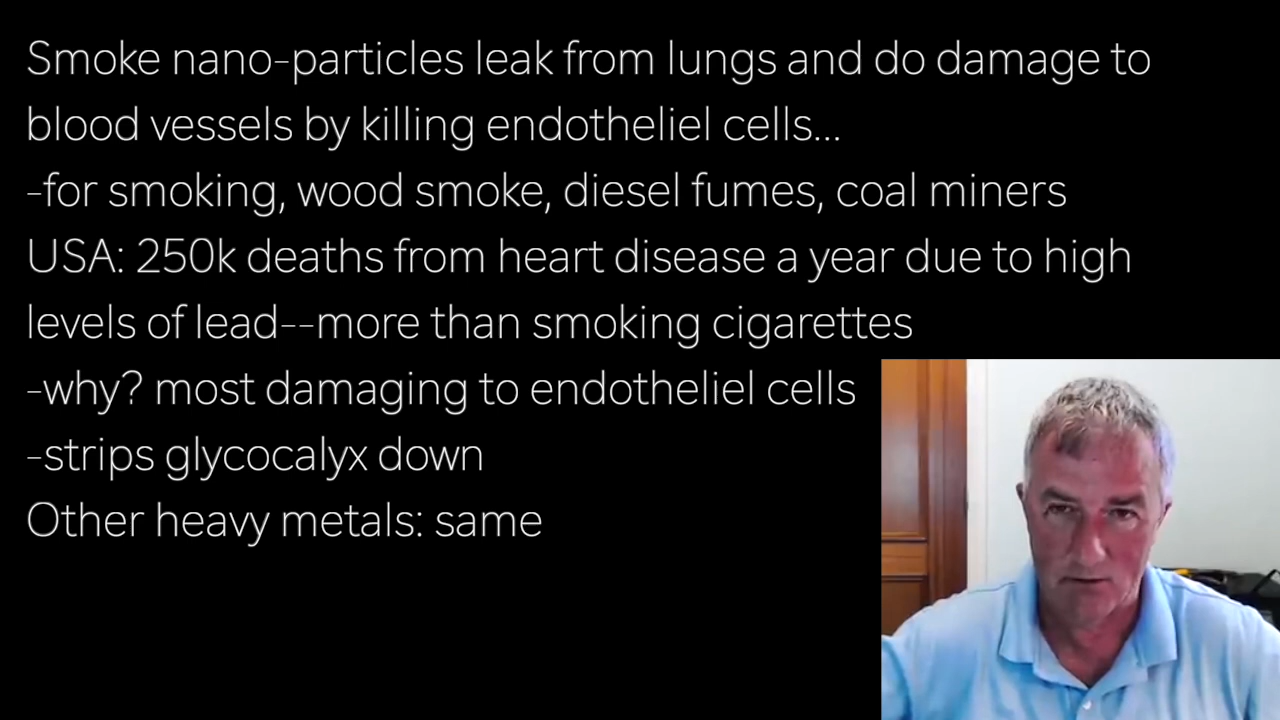 Smoke nano-particles leak from lungs and do damage to
blood vessels by killing endotheliel cells...
-for smoking, wood smoke, diesel fumes, coal miners
USA: 250k deaths from heart disease a year due to high
levels of lead--more than smoking cigarettes
-why? most damaging to endotheliel cells
-strips glycocalyx down
Other heavy metals: same